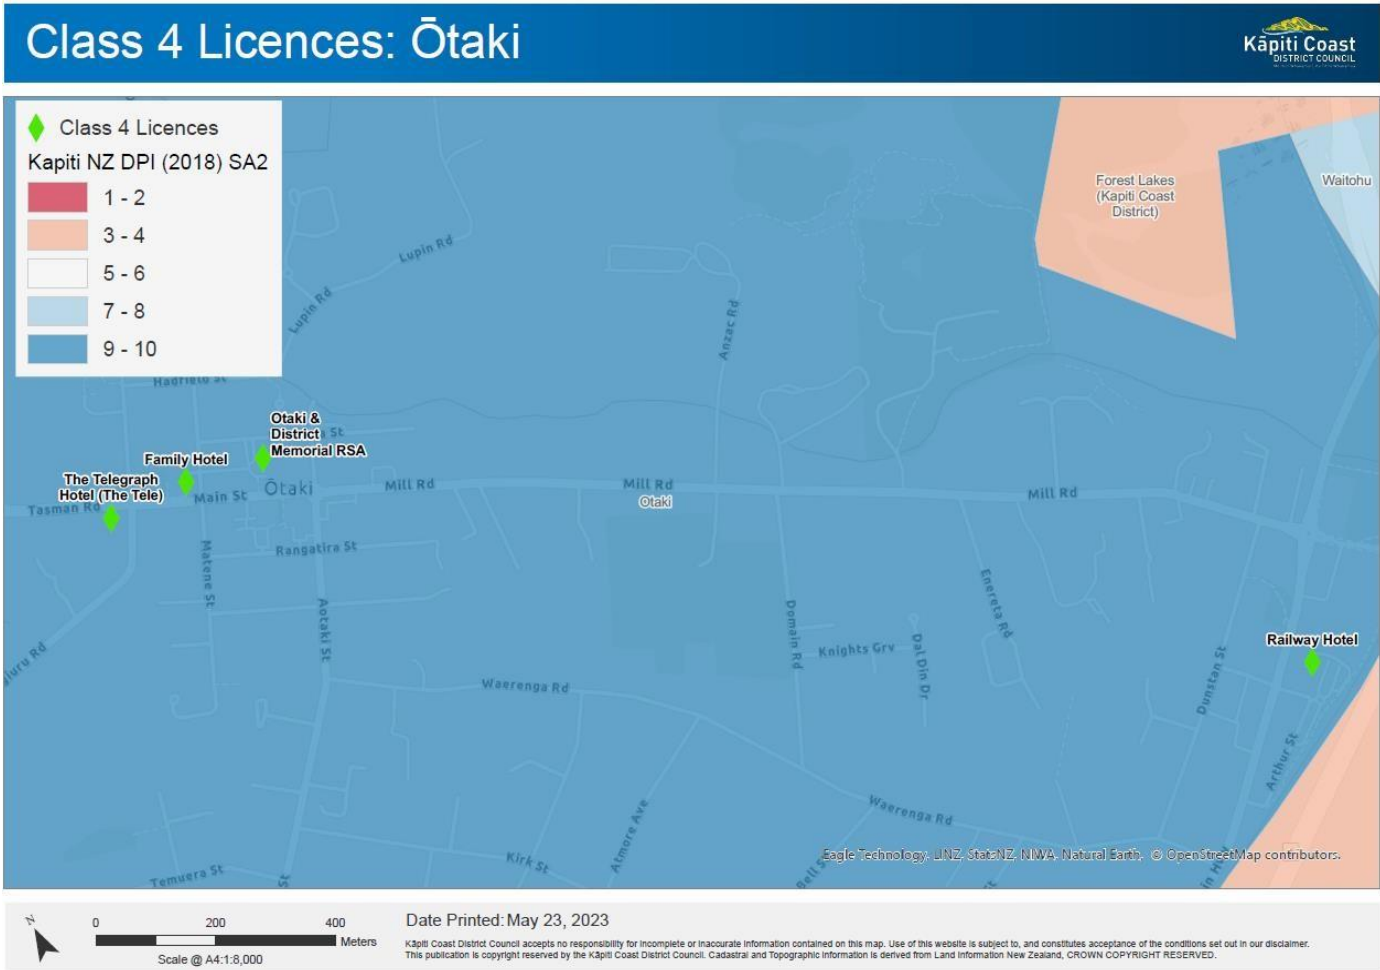 Class 4 Licences: Ōtaki
Kāpiti Coast
DISTRICT COUNCIL
Class 4 Licences
Kapiti NZ DPI (2018) SA2
1 - 2
3 - 4
5 - 6
7 - 8
9 - 10
Forest Lakes
(Kapiti Coast
District)
Waitohu
Lupin Rd
Lupin Rd
Anzac Rd
Hadfield St
Otaki &
District
Memorial RSA
St
Family Hotel
The Telegraph
Hotel (The Tele)
Tasman Rd
Main St
Ōtaki
Mill Rd
Mill Rd
Otaki
Mill Rd
Matene St
Rangatira St
Aotaki St
Domain Rd
Knights Grv
Dal Din Dr
Enereta Rd
Dunstan St
Railway Hotel
Arthur St
Rd
Waerenga Rd
Waerenga Rd
Atmore Ave
Kirk St
Temuera St
St
Bell St
St
Eagle Technology, LINZ, StatsNZ, NIWA, Natural Earth, © OpenStreetMap contributors.
N
0 200 400
Meters
Scale @ A4:1:8,000
Date Printed: May 23, 2023
Kāpiti Coast District Council accepts no responsibility for incomplete or inaccurate information contained on this map. Use of this website is subject to, and constitutes acceptance of the conditions set out in our disclaimer.
This publication is copyright reserved by the Kāpiti Coast District Council. Cadastral and Topographic Information is derived from Land Information New Zealand, CROWN COPYRIGHT RESERVED.